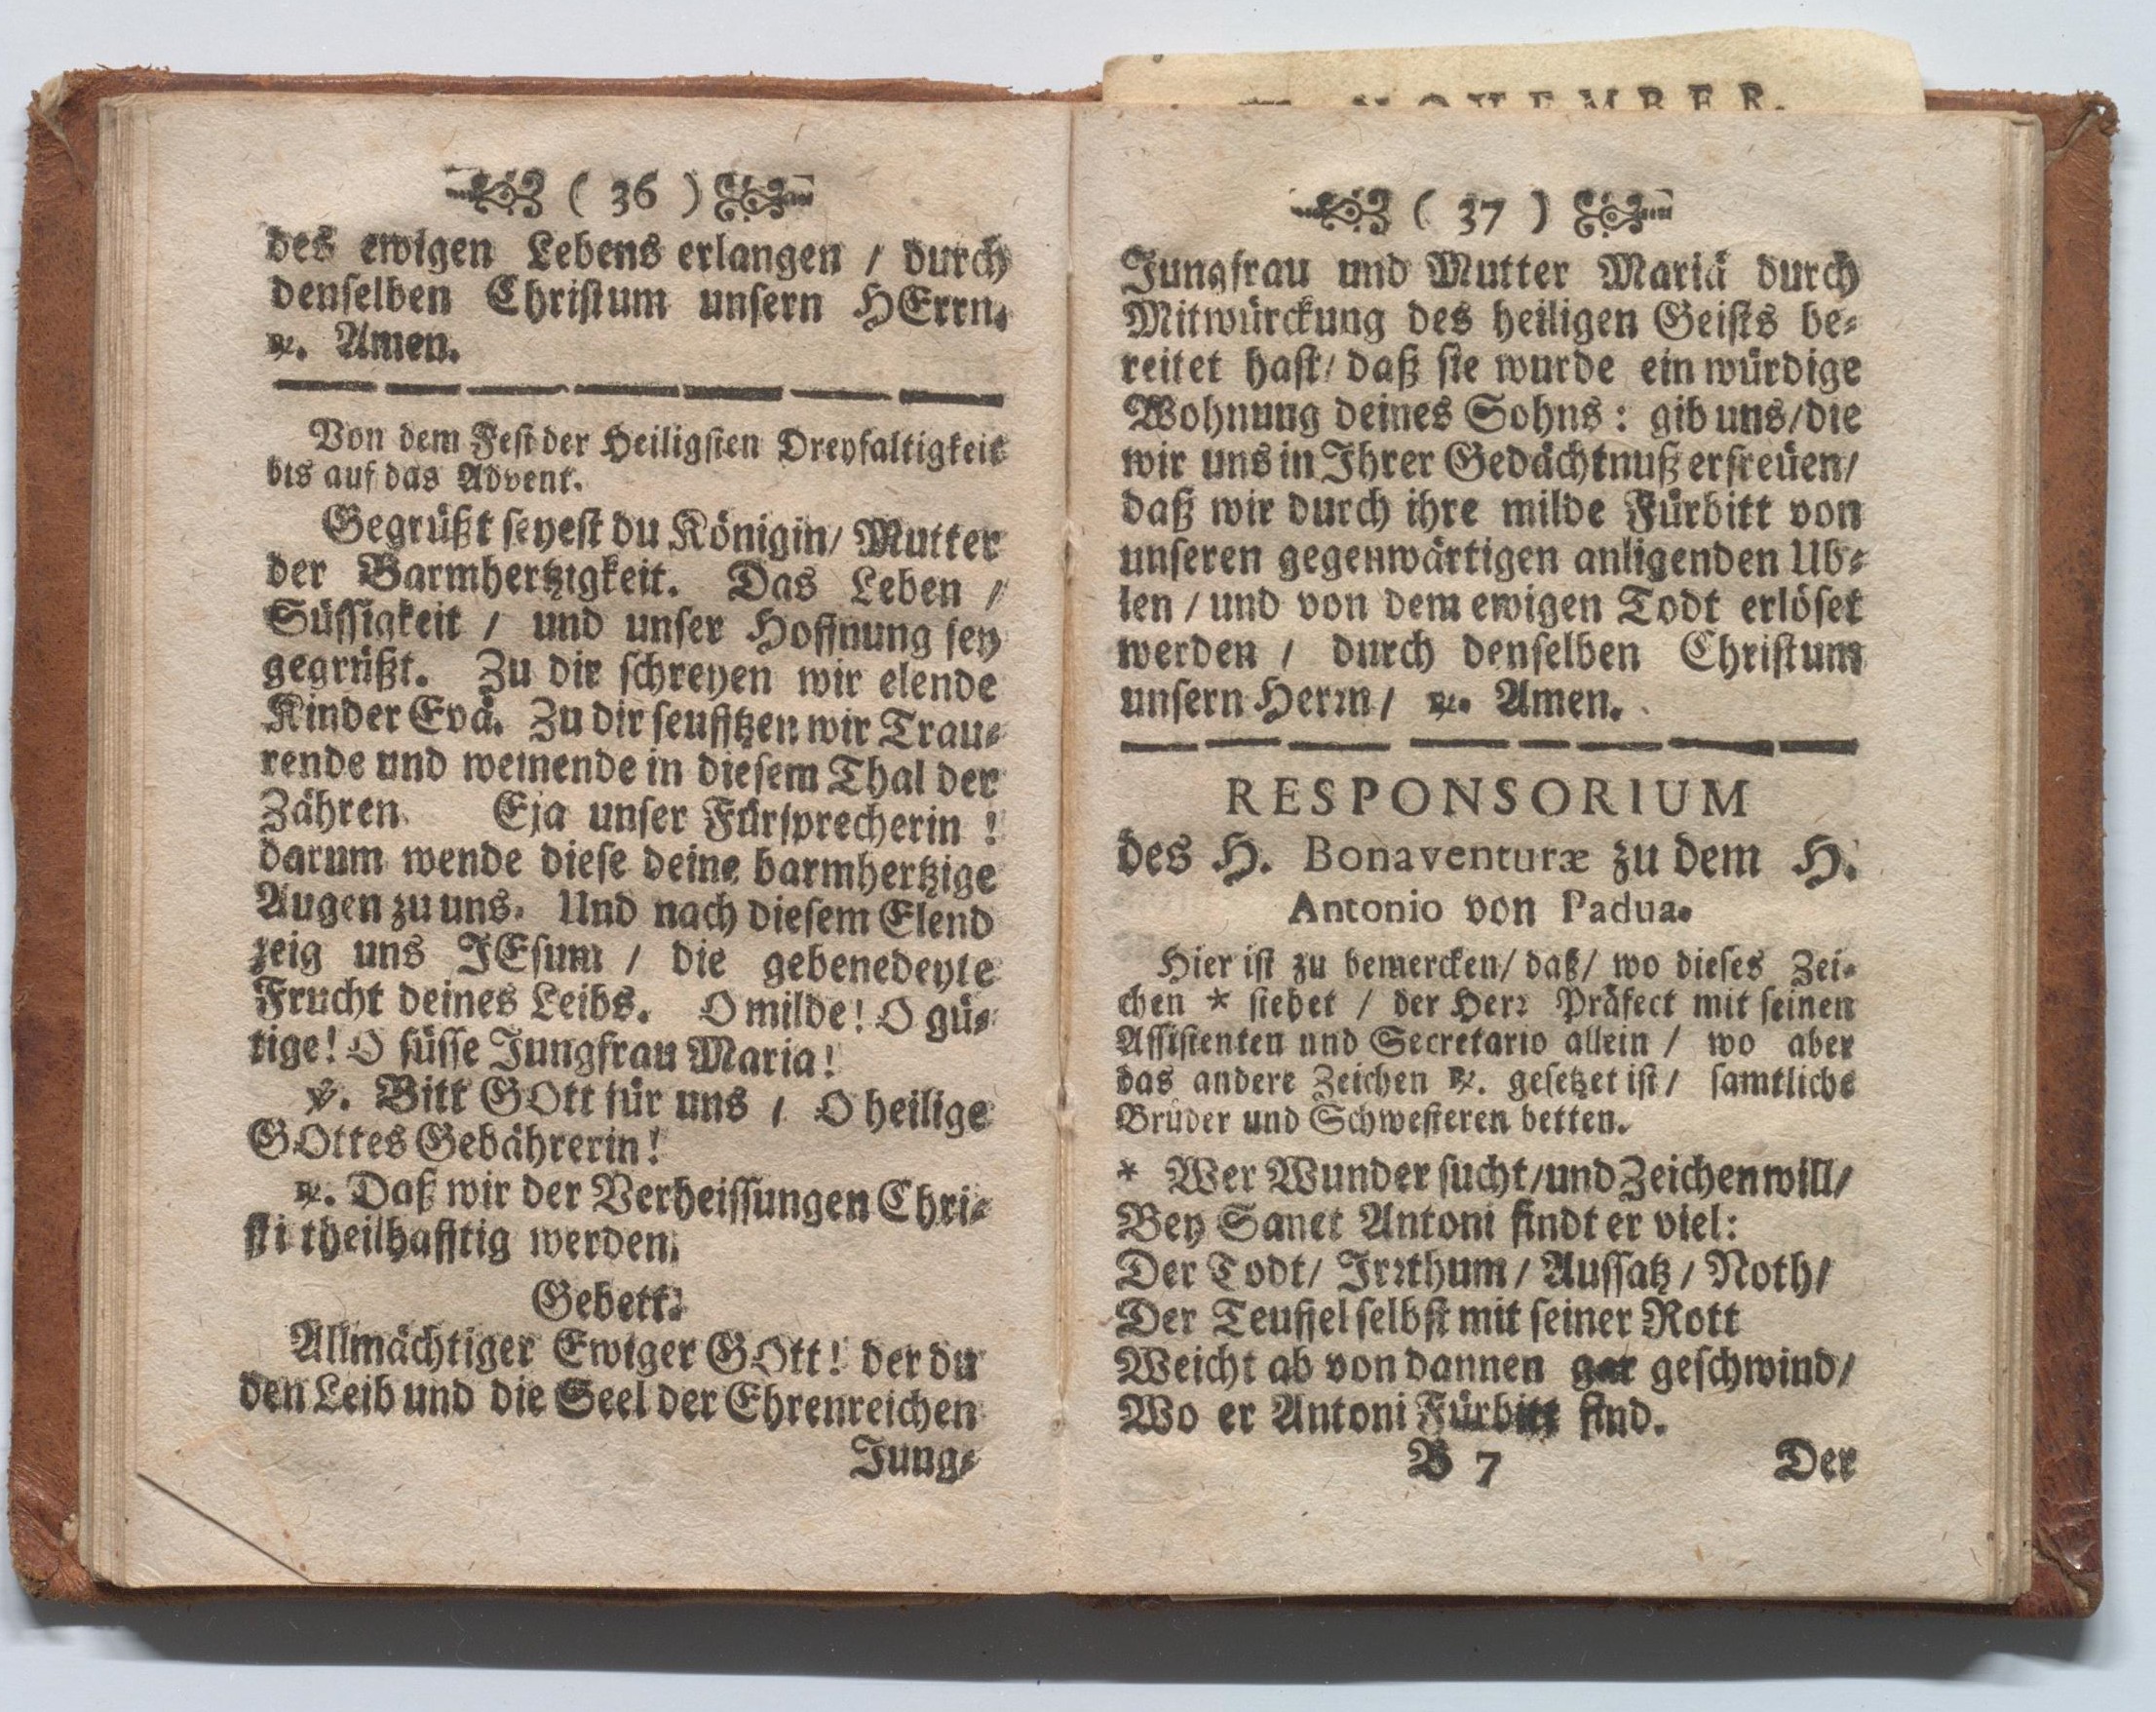 ( 36 )
des ewigen Lebens erlangen / durch
denselben Christum unsern HErrn.
℟. Amen.
Von dem Fest der Heiligsten Dreyfaltigkeit
bis auf das Advent.
Gegrüßt seyest du Königin/ Mutter
der Barmhertzigkeit. Das Leben /
Süssigkeit / und unser Hoffnung sey
gegrüßt. Zu dir schreyen wir elende
Kinder Evä. Zu dir seufftzen wir Trau-
rende und weinende in diesem Thal der
Zähren. Eja unser Fürsprecherin !
darum wende diese deine barmhertzige
Augen zu uns. Und nach diesem Elend
zeig uns JEsum / die gebenedeyte
Frucht deines Leibs. O milde! O gü-
tige! O süsse Jungfrau Maria!
℣. Bitt GOtt für uns / O heilige
GOttes Gebährerin!
℟. Daß wir der Verheissungen Chri-
sti theilhafftig werden.
Gebett.
Allmächtiger Ewiger GOtt! der du
den Leib und die Seel der Ehrenreichen
Jung-
NOVEMBER.
( 37 )
Jungfrau und Mutter Mariä durch
Mitwürckung des heiligen Geists be-
reitet hast/ daß sie wurde ein würdige
Wohnung deines Sohns : gib uns/die
wir uns in Ihrer Gedächtnuß erfreüen/
daß wir durch ihre milde Fürbitt von
unseren gegenwärtigen anligenden Ub-
len / und von dem ewigen Todt erlöset
werden / durch denselben Christum
unsern Herrn/ ℟. Amen.
RESPONSORIUM
des H. Bonaventuræ zu dem H.
Antonio von Padua.
Hier ist zu bemercken/ daß/ wo dieses Zei-
chen * stehet / der Herr Präfect mit seinen
Assistenten und Secretario allein / wo aber
das andere Zeichen ℟. gesetzet ist / samtliche
Brüder und Schwesteren betten.
* Wer Wunder sucht/und Zeichen will/
Bey Sanct Antoni findt er viel:
Der Todt/ Irrthum / Aussatz / Noth/
Der Teuffel selbst mit seiner Rott
Weicht ab von dannen gar geschwind/
Wo er Antoni Fürbitt find.
B 7 Der